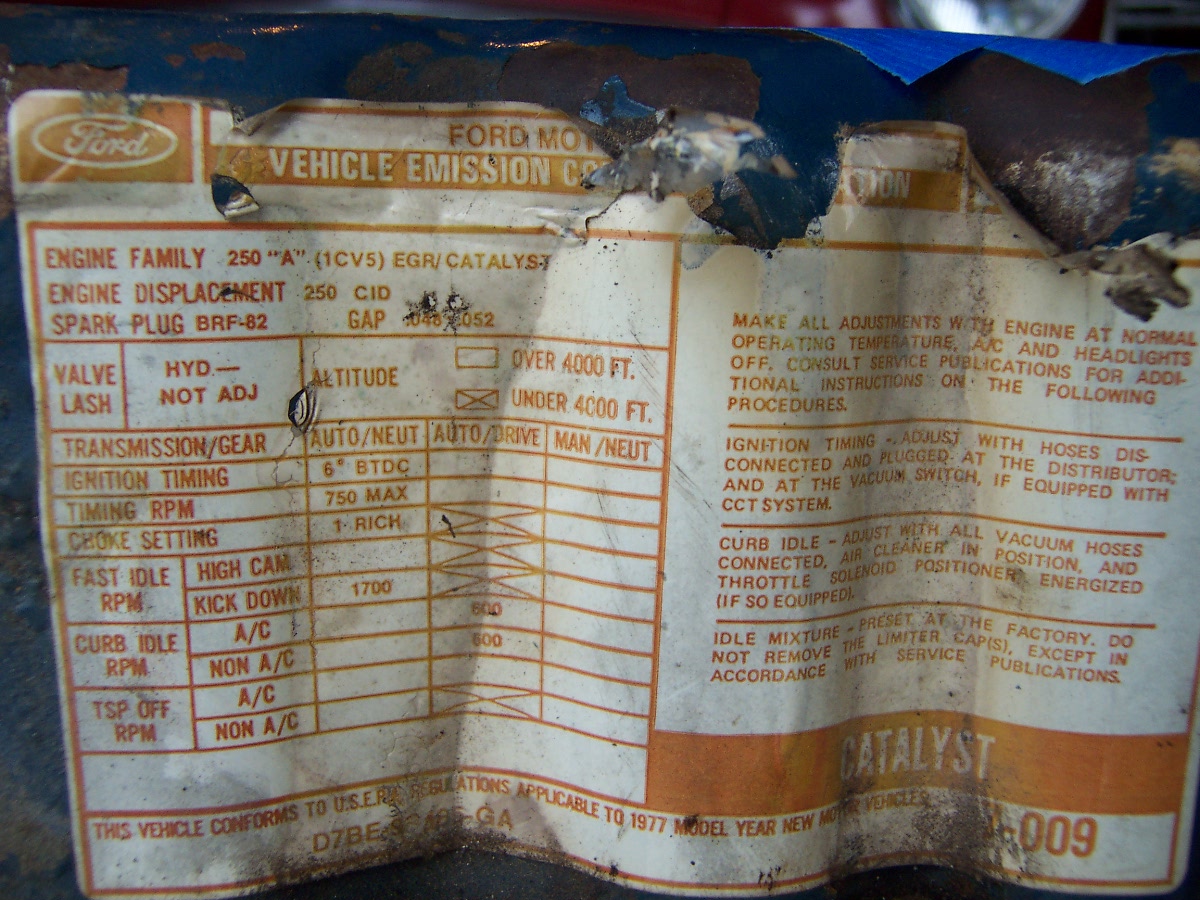 Ford
FORD MOT
VEHICLE EMISSION C
TION
ENGINE FAMILY 250 "A" (1CV5) EGR/CATALYST
ENGINE DISPLACEMENT 250 CID
SPARK PLUG BRF-82 GAP 052
VALVE LASH
HYD.—
NOT ADJ
ALTITUDE
OVER 4000 FT.
UNDER 4000 FT.
TRANSMISSION/GEAR AUTO/NEUT AUTO/DRIVE MAN/NEUT
IGNITION TIMING 6° BTDC
TIMING RPM 750 MAX
CHOKE SETTING 1 RICH
FAST IDLE RPM
HIGH CAM
KICK DOWN 1700
CURB IDLE RPM
A/C 600
NON A/C 600
TSP OFF RPM
A/C
NON A/C
MAKE ALL ADJUSTMENTS WITH ENGINE AT NORMAL
OPERATING TEMPERATURE, A/C AND HEADLIGHTS
OFF. CONSULT SERVICE PUBLICATIONS FOR ADDI-
TIONAL INSTRUCTIONS ON THE FOLLOWING
PROCEDURES.
IGNITION TIMING - ADJUST WITH HOSES DIS-
CONNECTED AND PLUGGED AT THE DISTRIBUTOR;
AND AT THE VACUUM SWITCH, IF EQUIPPED WITH
CCT SYSTEM.
CURB IDLE - ADJUST WITH ALL VACUUM HOSES
CONNECTED, AIR CLEANER IN POSITION, AND
THROTTLE SOLENOID POSITIONER ENERGIZED
(IF SO EQUIPPED).
IDLE MIXTURE - PRESET AT THE FACTORY. DO
NOT REMOVE THE LIMITER CAP(S), EXCEPT IN
ACCORDANCE WITH SERVICE PUBLICATIONS.
CATALYST
THIS VEHICLE CONFORMS TO U.S.E.P.A. REGULATIONS APPLICABLE TO 1977 MODEL YEAR NEW MOTOR VEHICLES
D7BE GA
-009